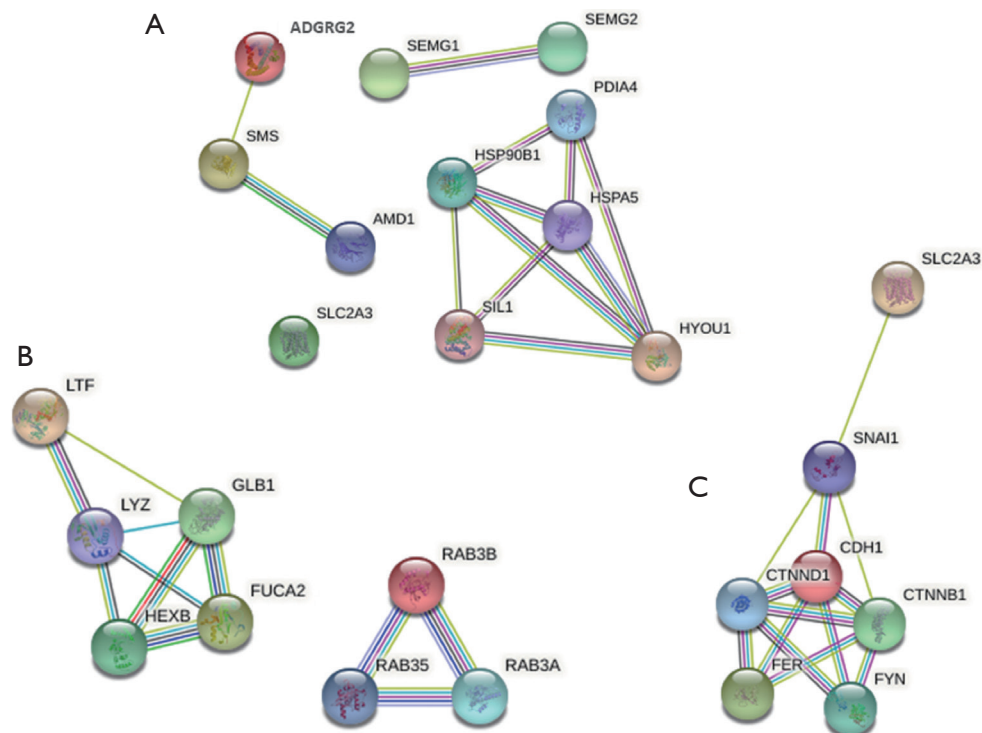 A
ADGRG2
SEMG1
SEMG2
PDIA4
SMS
HSP90B1
HSPA5
AMD1
SLC2A3
SIL1
HYOU1
B
LTF
LYZ
GLB1
HEXB
FUCA2
RAB3B
RAB35
RAB3A
C
SLC2A3
SNAI1
CDH1
CTNND1
CTNNB1
FER
FYN